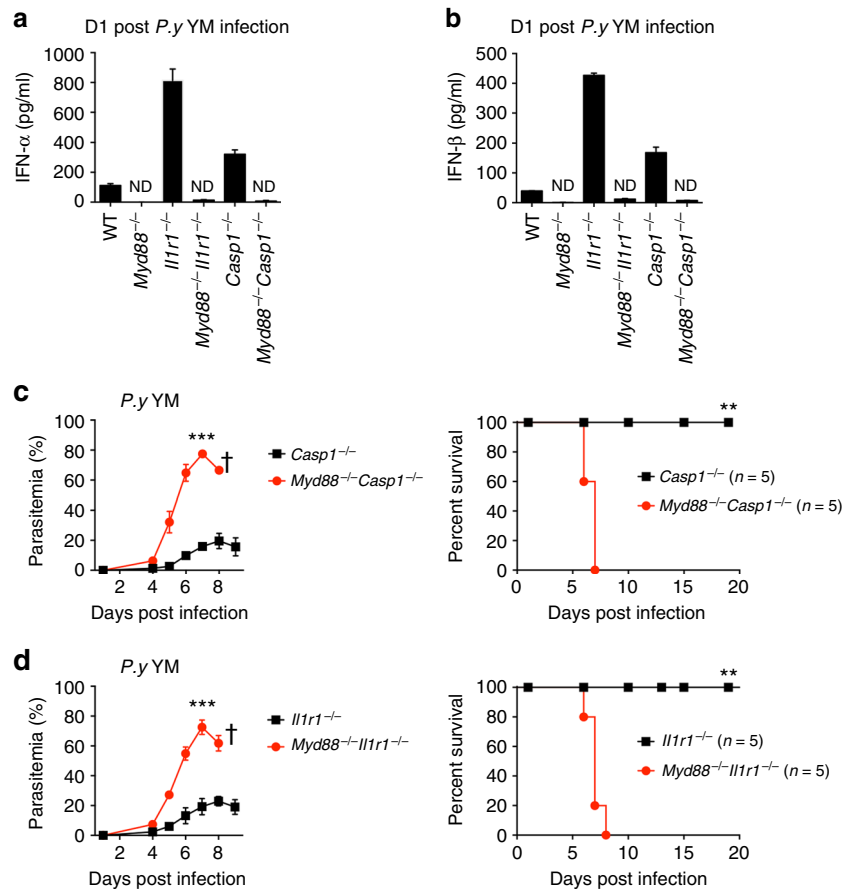 a
D1 post P.y YM infection
IFN-α (pg/ml)
1000
800
600
400
200
0
ND
ND
ND
WT
Myd88–/–
Il1r1–/–
Myd88–/–Il1r1–/–
Casp1–/–
Myd88–/–Casp1–/–
b
D1 post P.y YM infection
IFN-β (pg/ml)
500
400
300
200
100
0
ND
ND
ND
WT
Myd88–/–
Il1r1–/–
Myd88–/–Il1r1–/–
Casp1–/–
Myd88–/–Casp1–/–
c
P.y YM
Parasitemia (%)
100
80
60
40
20
0
***
†
2 4 6 8
Days post infection
Casp1–/–
Myd88–/–Casp1–/–
Percent survival
100
80
60
40
20
0
**
0 5 10 15 20
Days post infection
Casp1–/– (n = 5)
Myd88–/–Casp1–/– (n = 5)
d
P.y YM
Parasitemia (%)
100
80
60
40
20
0
***
†
2 4 6 8
Days post infection
Il1r1–/–
Myd88–/–Il1r1–/–
Percent survival
100
80
60
40
20
0
**
0 5 10 15 20
Days post infection
Il1r1–/– (n = 5)
Myd88–/–Il1r1–/– (n = 5)